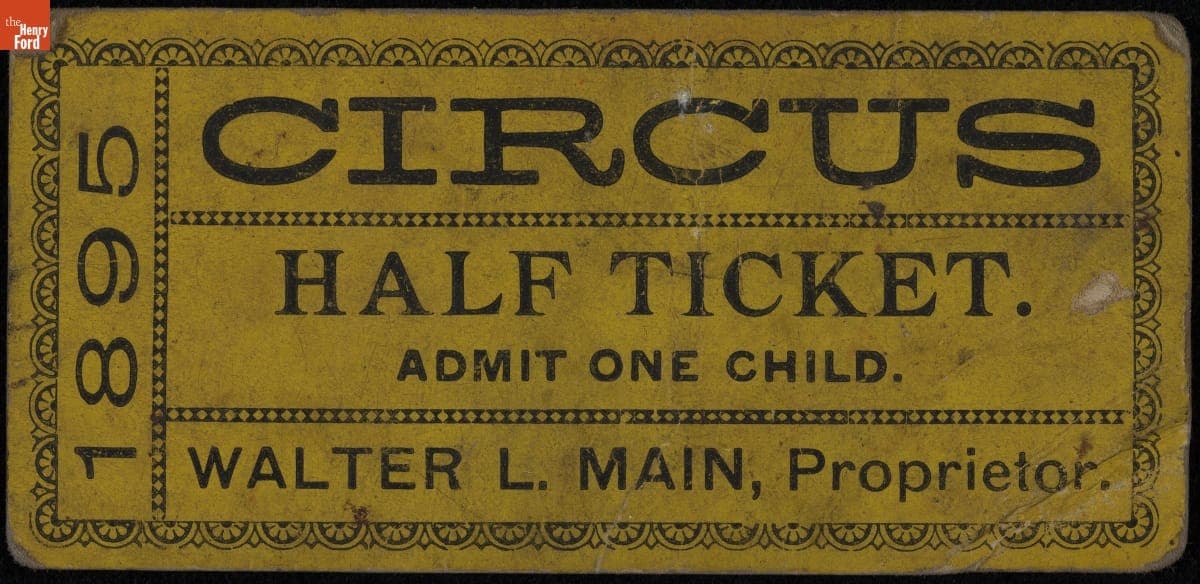 the
Henry
Ford
1895
CIRCUS
HALF TICKET.
ADMIT ONE CHILD.
WALTER L. MAIN, Proprietor.